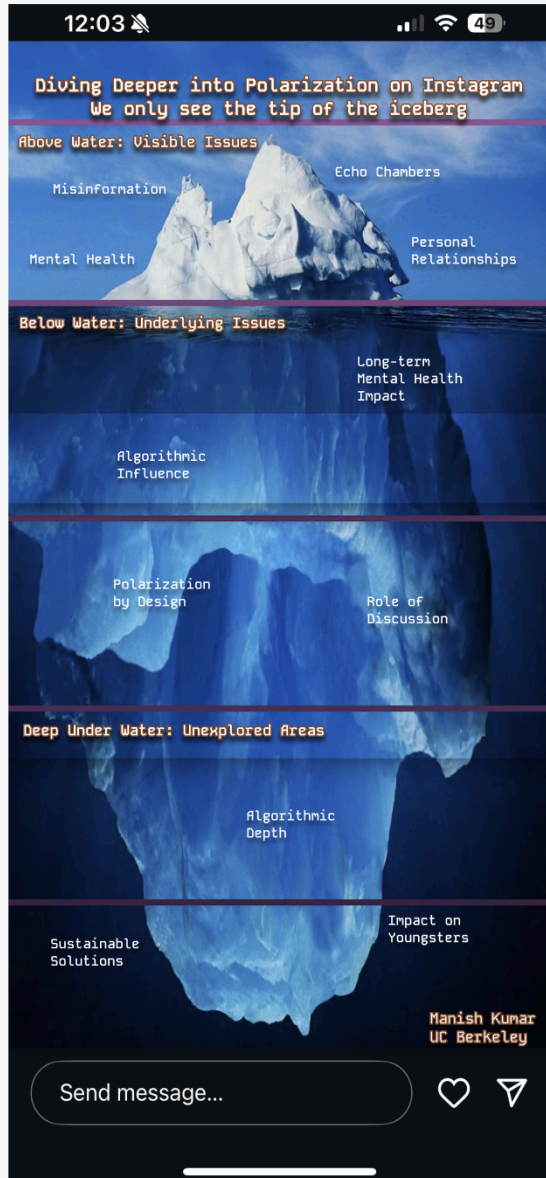 12:03
49
Diving Deeper into Polarization on Instagram
We only see the tip of the iceberg
Above Water: Visible Issues
Echo Chambers
Misinformation
Personal
Relationships
Mental Health
Below Water: Underlying Issues
Long-term
Mental Health
Impact
Algorithmic
Influence
Polarization
by Design
Role of
Discussion
Deep Under Water: Unexplored Areas
Algorithmic
Depth
Impact on
Youngsters
Sustainable
Solutions
Manish Kumar
UC Berkeley
Send message...